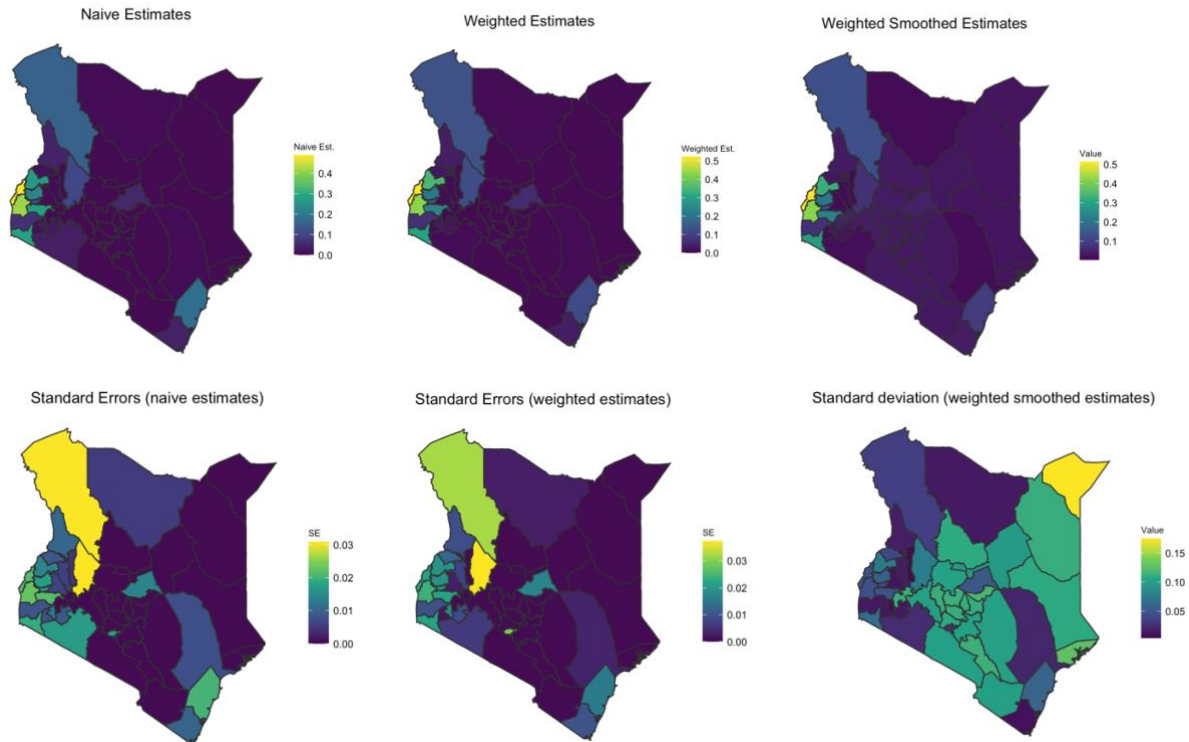 Naive Estimates
Weighted Estimates
Weighted Smoothed Estimates
Naive Est.
0.4
0.3
0.2
0.1
0.0
Weighted Est.
0.5
0.4
0.3
0.2
0.1
0.0
Value
0.5
0.4
0.3
0.2
0.1
Standard Errors (naive estimates)
Standard Errors (weighted estimates)
Standard deviation (weighted smoothed estimates)
SE
0.03
0.02
0.01
0.00
SE
0.03
0.02
0.01
0.00
Value
0.15
0.10
0.05